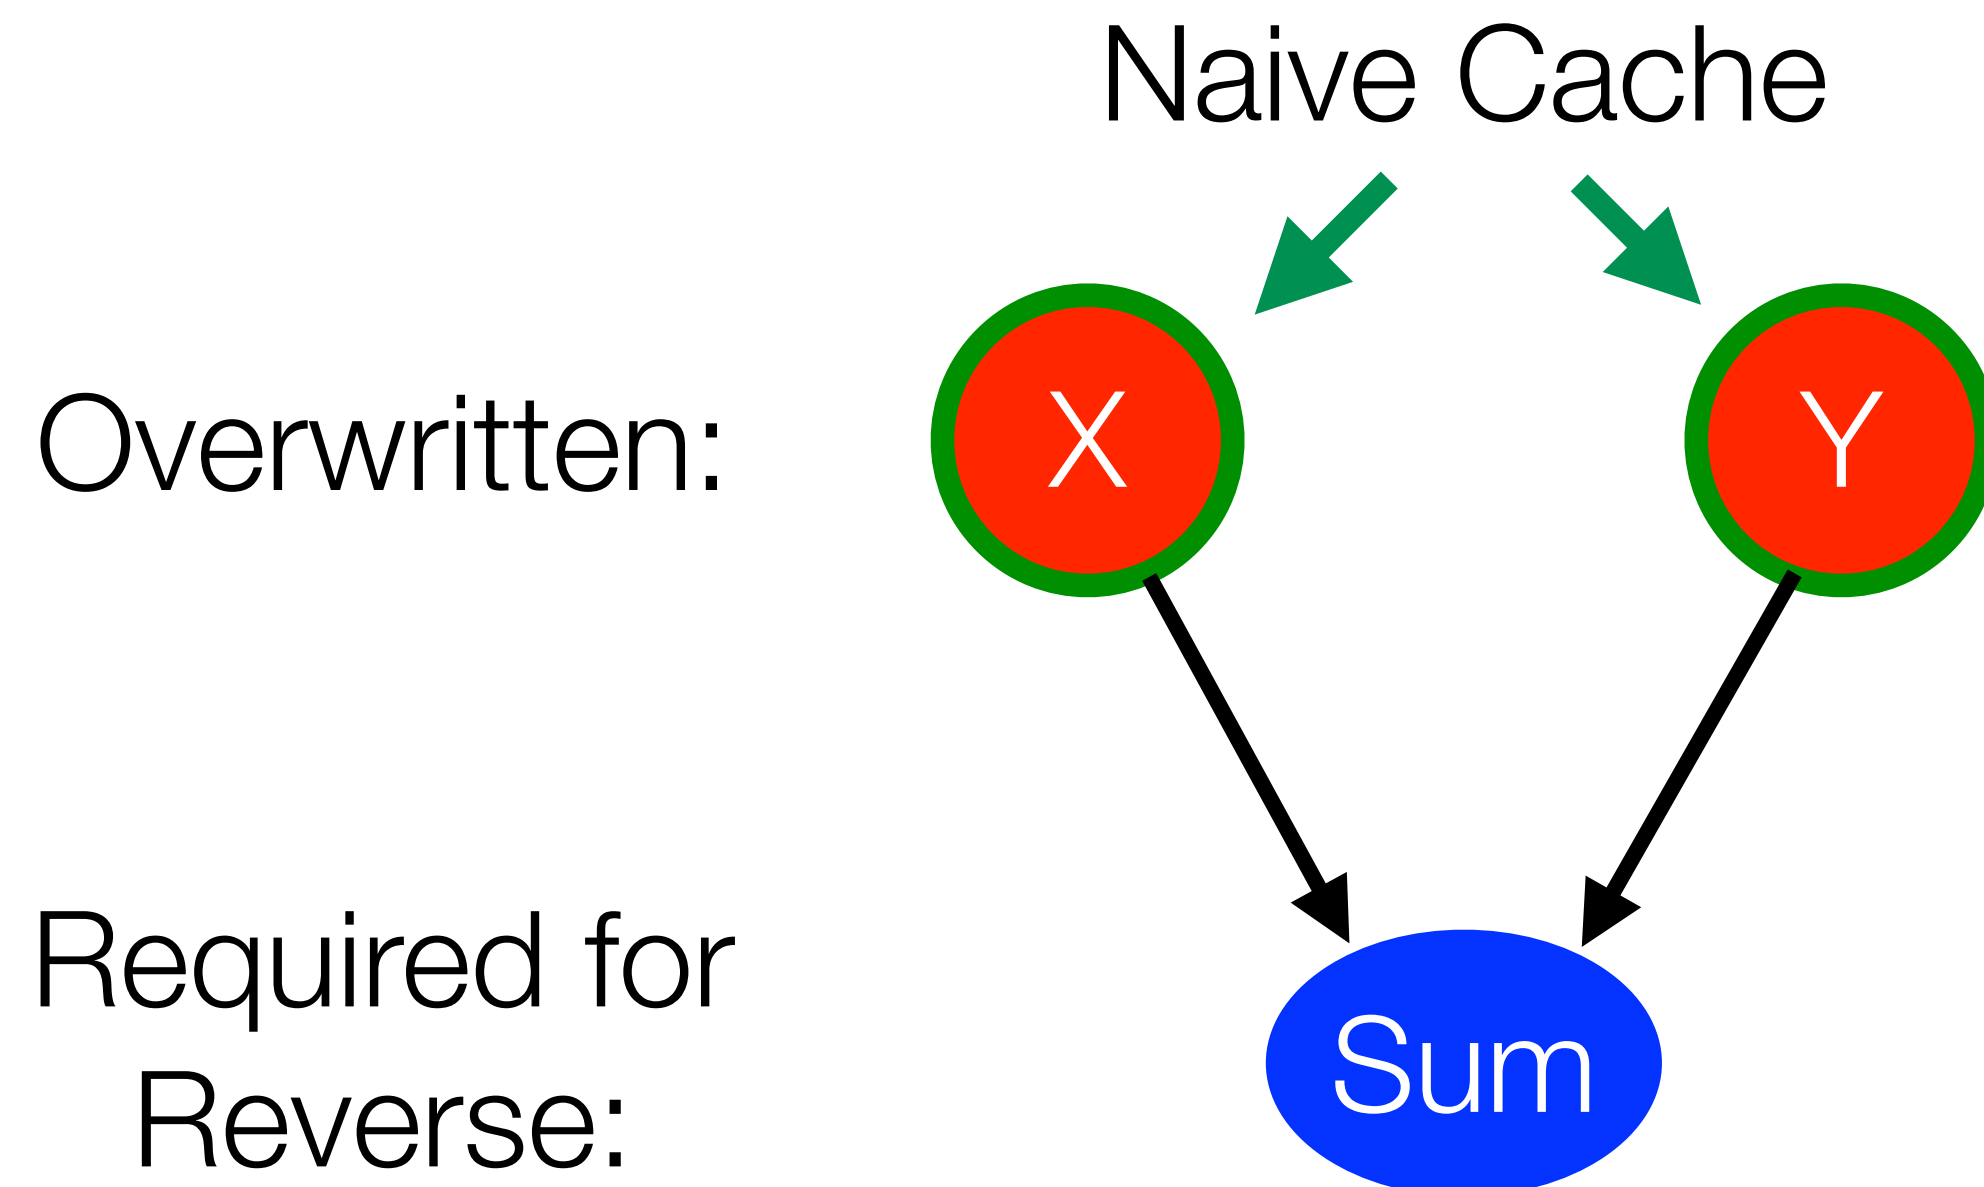 Naive Cache
Overwritten:
X
Y
Required for
Reverse:
Sum